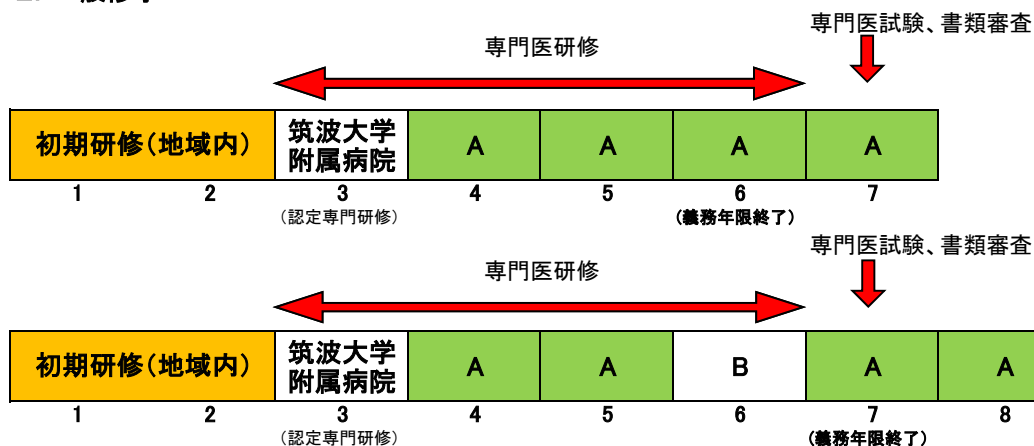 専門医試験、書類審査
専門医研修
初期研修(地域内)
筑波大学
附属病院
A
A
A
A
1
2
3
4
5
6
7
(認定専門研修)
(義務年限終了)
専門医試験、書類審査
専門医研修
初期研修(地域内)
筑波大学
附属病院
A
A
B
A
A
1
2
3
4
5
6
7
8
(認定専門研修)
(義務年限終了)